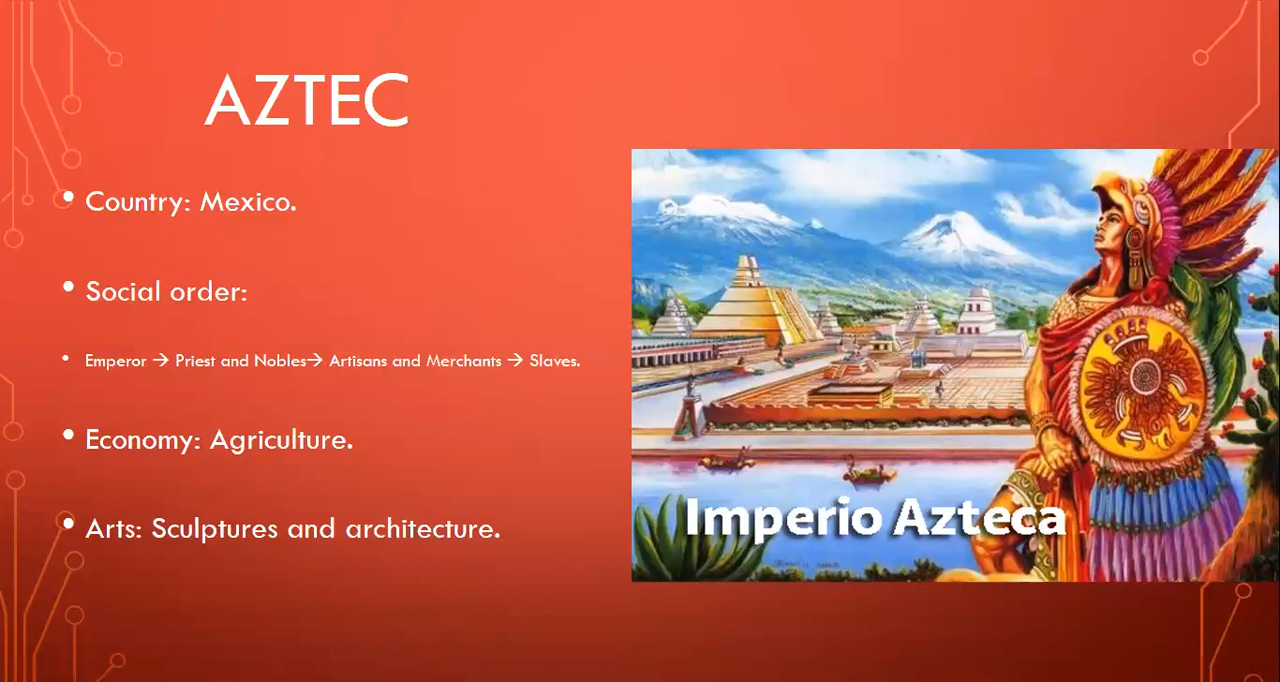 AZTEC
• Country: Mexico.
• Social order:
• Emperor → Priest and Nobles→ Artisans and Merchants → Slaves.
• Economy: Agriculture.
• Arts: Sculptures and architecture.
Imperio Azteca